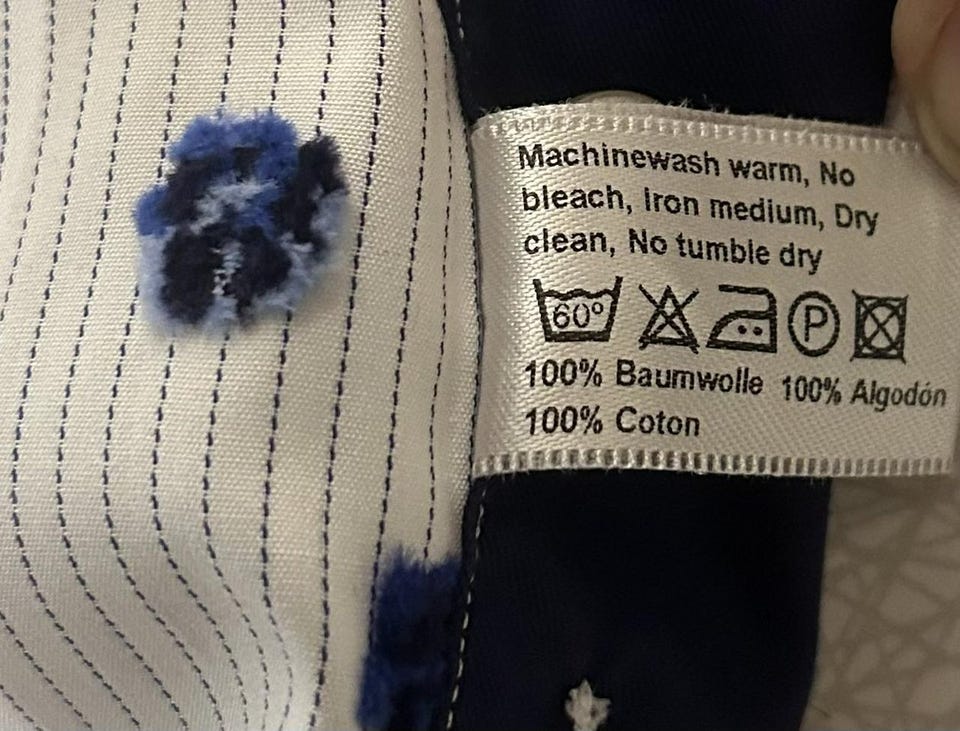 Machinewash warm, No
bleach, Iron medium, Dry
clean, No tumble dry
60° P
100% Baumwolle 100% Algodón
100% Coton